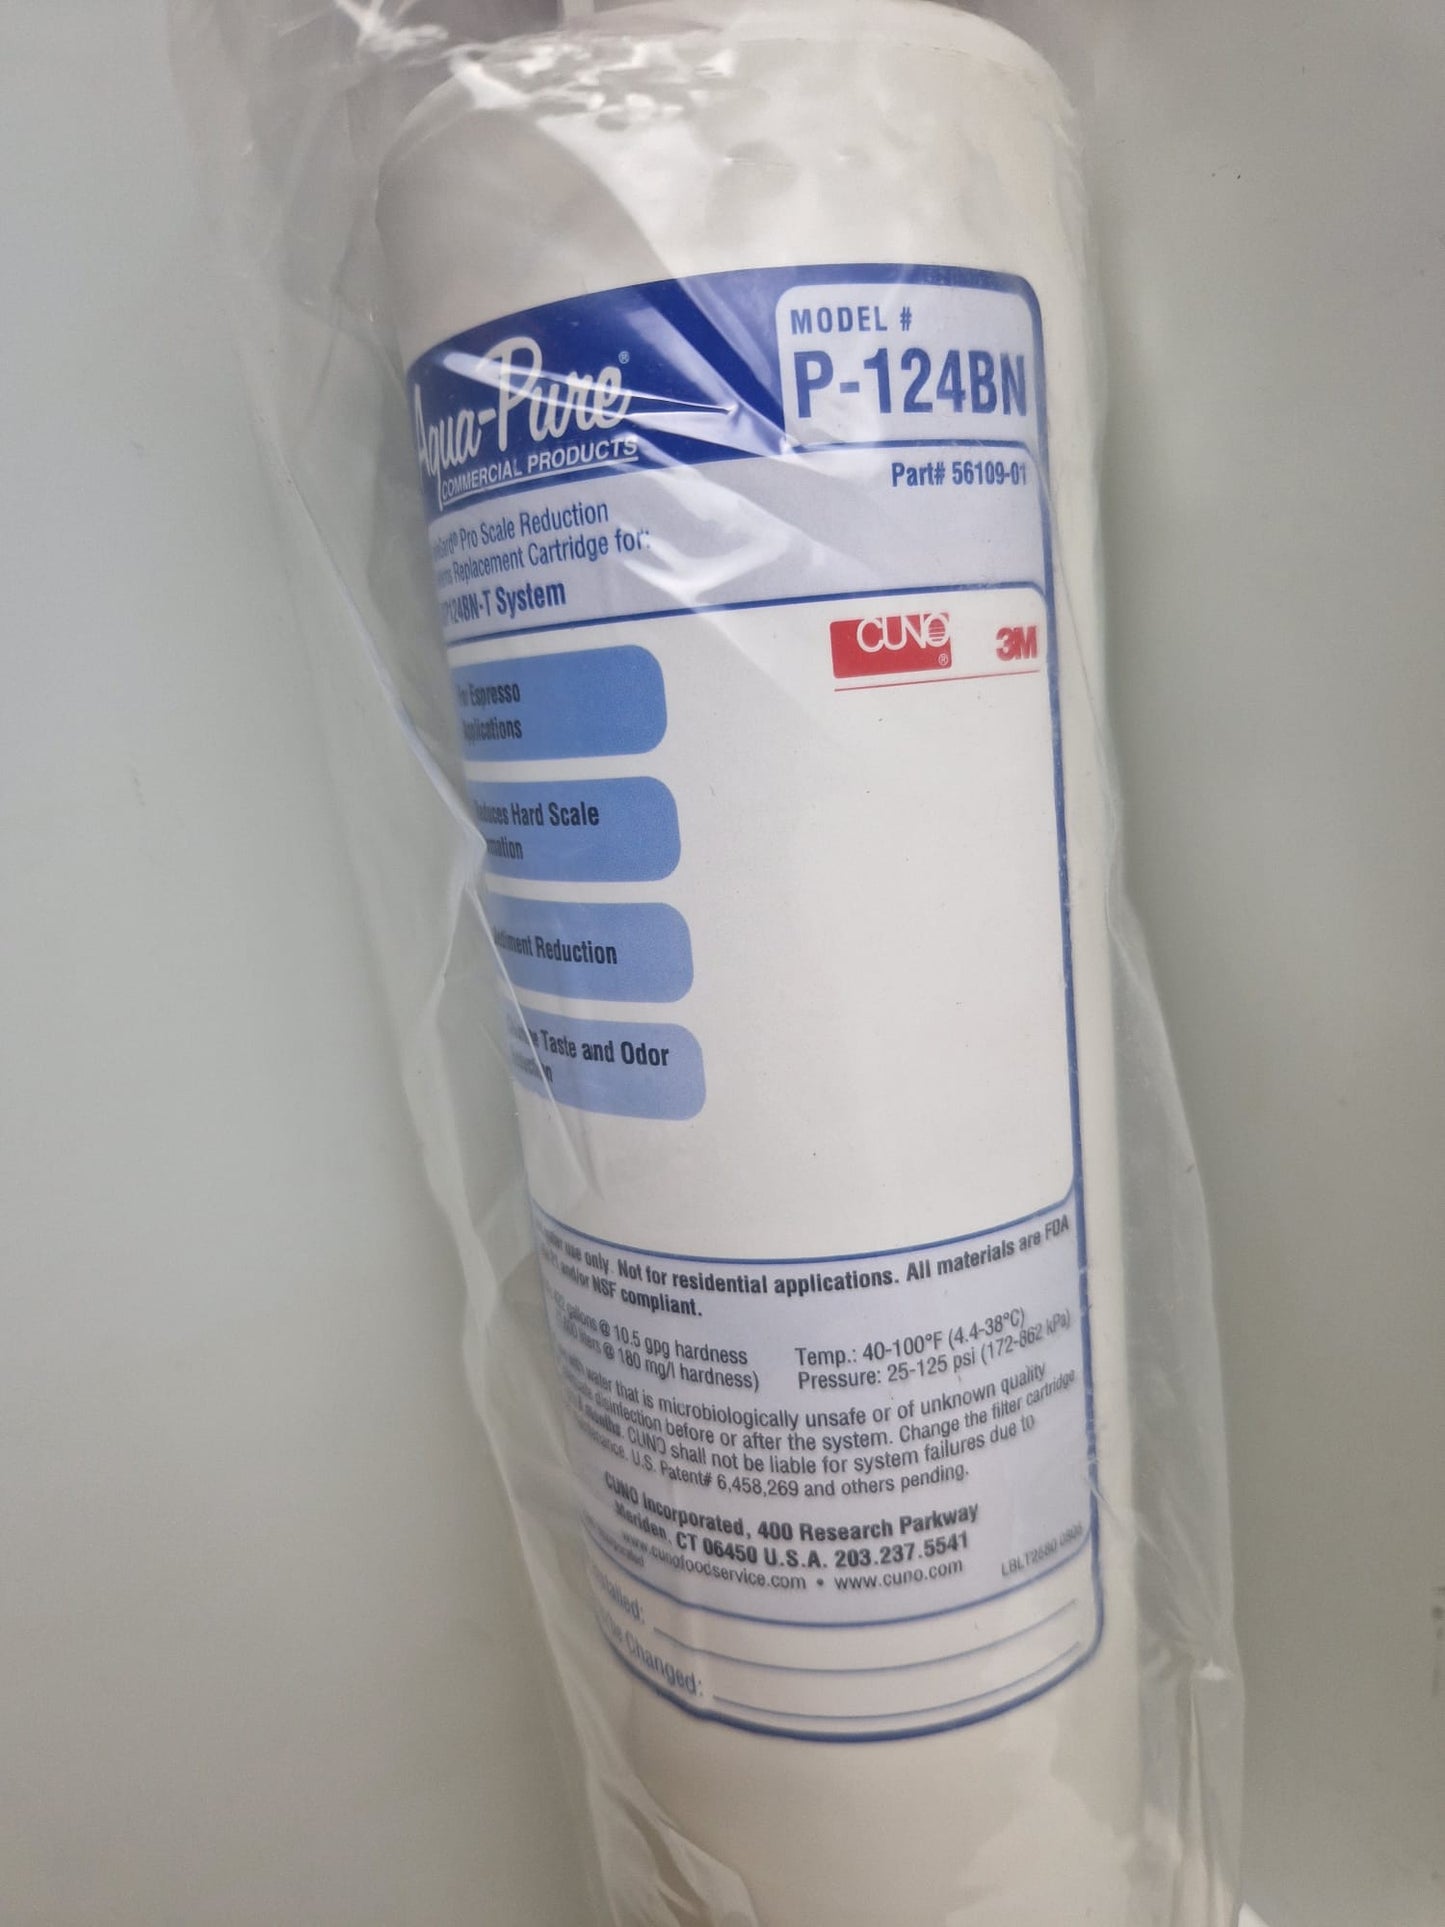 MODEL #
P-124BN
Aqua-Pure®
COMMERCIAL PRODUCTS
Part# 56109-01
Pro Scale Reduction
Replacement Cartridge for:
P124BN-T System
CUNO ® 3M
Espresso
Applications
Reduces Hard Scale
Sediment Reduction
Taste and Odor
use only. Not for residential applications. All materials are FDA
and/or NSF compliant.
gallons @ 10.5 gpg hardness
liters @ 180 mg/l hardness)
Temp.: 40-100°F (4.4-38°C)
Pressure: 25-125 psi (172-862 kPa)
with water that is microbiologically unsafe or of unknown quality
disinfection before or after the system. Change the filter cartridge
months. CUNO shall not be liable for system failures due to
U.S. Patent# 6,458,269 and others pending.
CUNO Incorporated, 400 Research Parkway
Meriden, CT 06450 U.S.A. 203.237.5541
www.cunofoodservice.com • www.cuno.com
Changed: